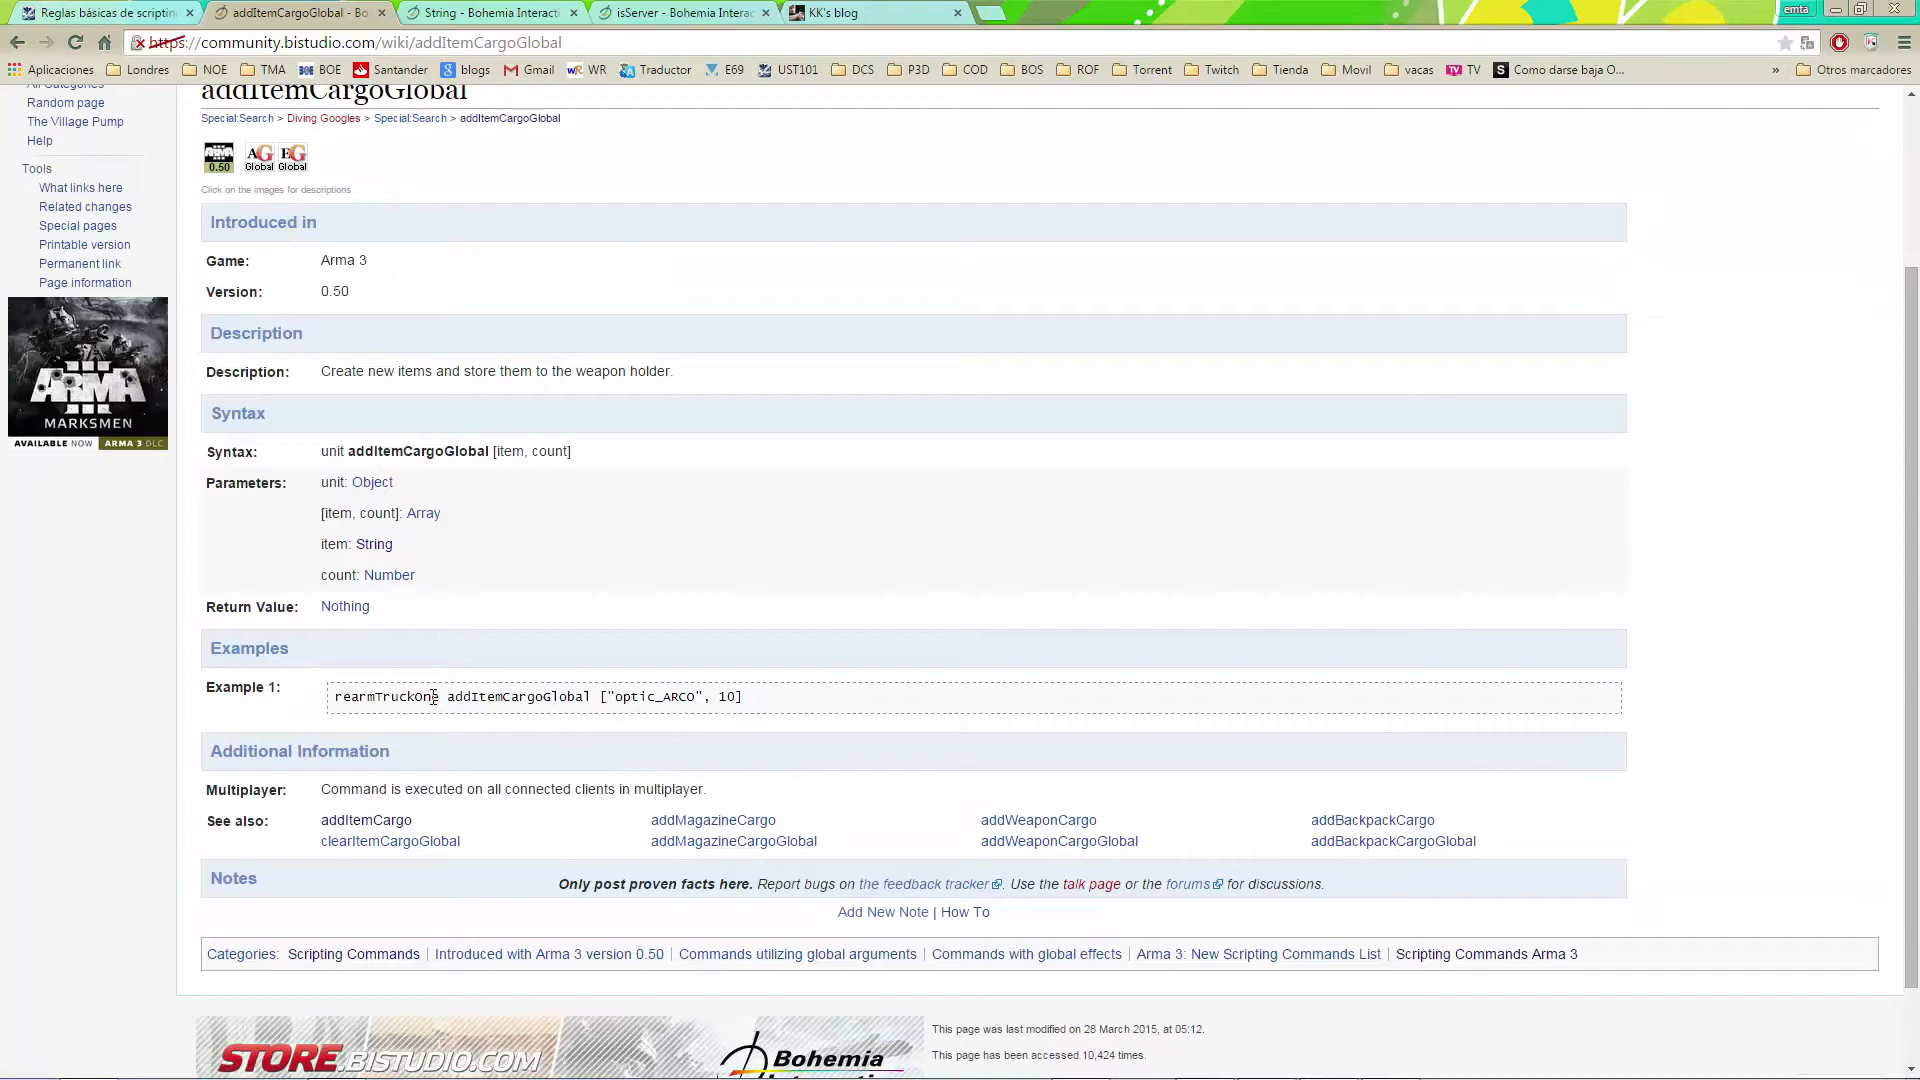 Reglas básicas de scriptin
addItemCargoGlobal - Bo
String - Bohemia Interacti
isServer - Bohemia Interac
KK's blog
emta
https://community.bistudio.com/wiki/addItemCargoGlobal
Aplicaciones
Londres
NOE
TMA
BOE
Santander
blogs
Gmail
WR
Traductor
E69
UST101
DCS
P3D
COD
BOS
ROF
Torrent
Twitch
Tienda
Movil
vacas
TV
Como darse baja O...
»
Otros marcadores
All Categories
Random page
The Village Pump
Help
Tools
What links here
Related changes
Special pages
Printable version
Permanent link
Page information
ARMA III
MARKSMEN
AVAILABLE NOW ARMA 3 DLC
addItemCargoGlobal
Special:Search > Diving Googles > Special:Search > addItemCargoGlobal
0.50
AG Global
EG Global
Click on the images for descriptions
Introduced in
Game: Arma 3
Version: 0.50
Description
Description: Create new items and store them to the weapon holder.
Syntax
Syntax: unit addItemCargoGlobal [item, count]
Parameters: unit: Object
[item, count]: Array
item: String
count: Number
Return Value: Nothing
Examples
Example 1: rearmTruckOne addItemCargoGlobal ["optic_ARCO", 10]
Additional Information
Multiplayer: Command is executed on all connected clients in multiplayer.
See also: addItemCargo addMagazineCargo addWeaponCargo addBackpackCargo
clearItemCargoGlobal addMagazineCargoGlobal addWeaponCargoGlobal addBackpackCargoGlobal
Notes
Only post proven facts here. Report bugs on the feedback tracker. Use the talk page or the forums for discussions.
Add New Note | How To
Categories: Scripting Commands | Introduced with Arma 3 version 0.50 | Commands utilizing global arguments | Commands with global effects | Arma 3: New Scripting Commands List | Scripting Commands Arma 3
STORE.BISTUDIO.COM
Bohemia
This page was last modified on 28 March 2015, at 05:12.
This page has been accessed 10,424 times.